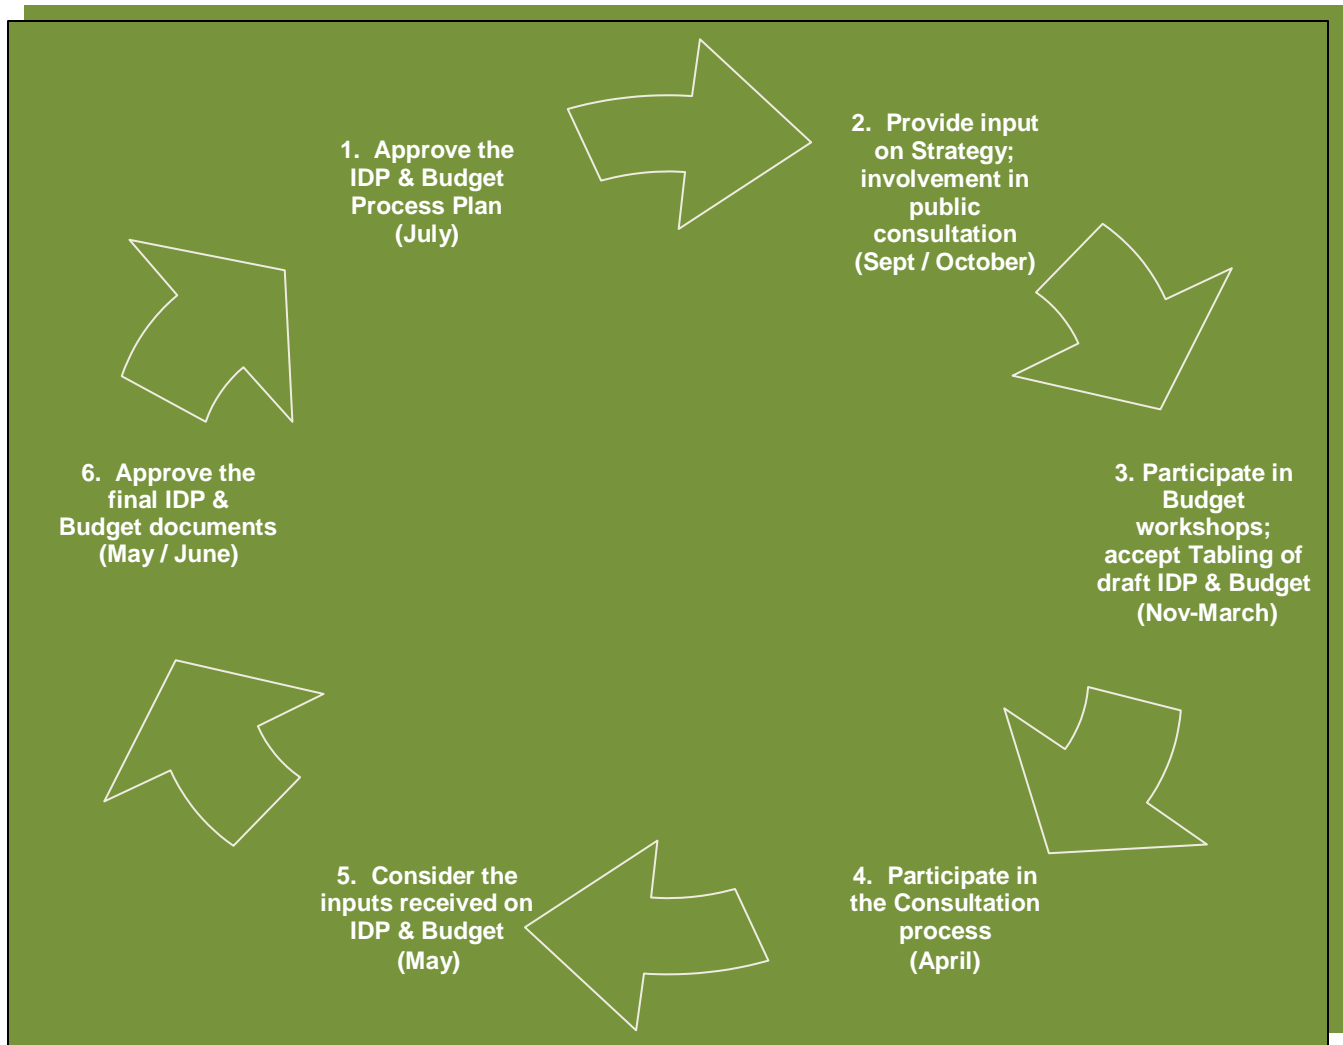 1. Approve the
IDP & Budget
Process Plan
(July)
2. Provide input
on Strategy;
involvement in
public
consultation
(Sept / October)
3. Participate in
Budget
workshops;
accept Tabling of
draft IDP & Budget
(Nov-March)
4. Participate in
the Consultation
process
(April)
5. Consider the
inputs received on
IDP & Budget
(May)
6. Approve the
final IDP &
Budget documents
(May / June)